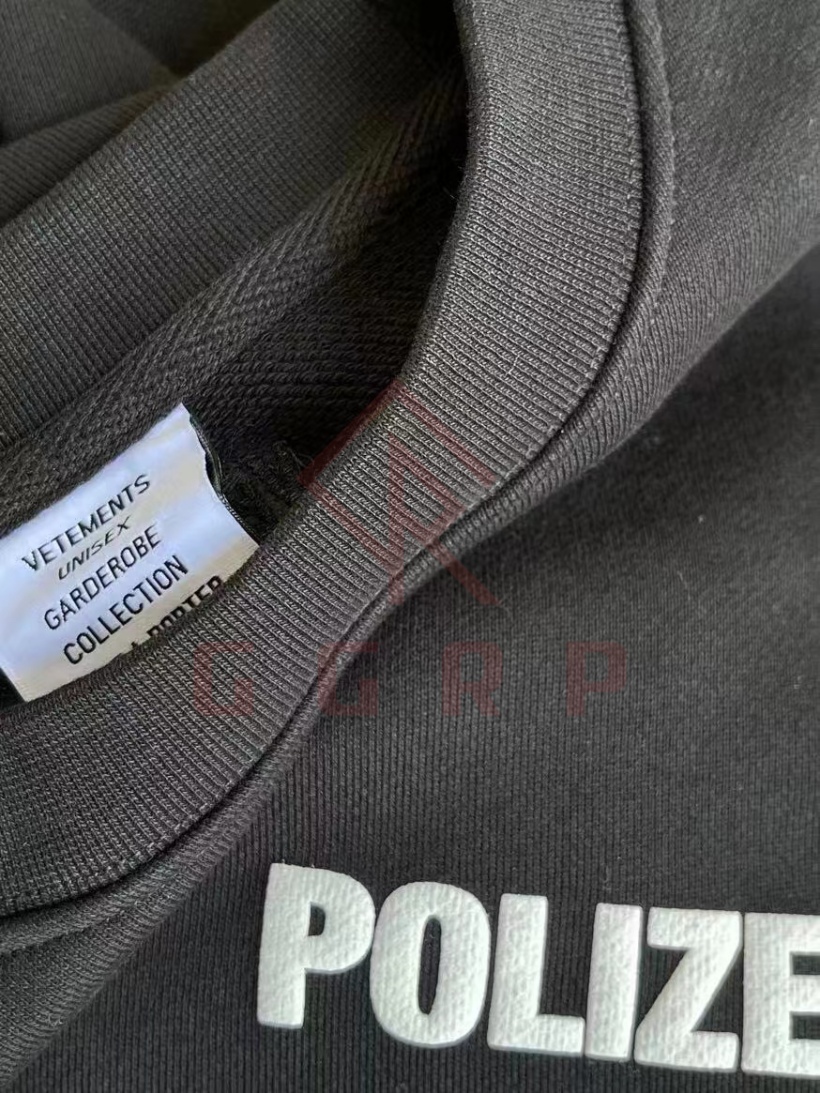 VETEMENTS
UNISEX
GARDEROBE
COLLECTION
GGRP
POLIZE